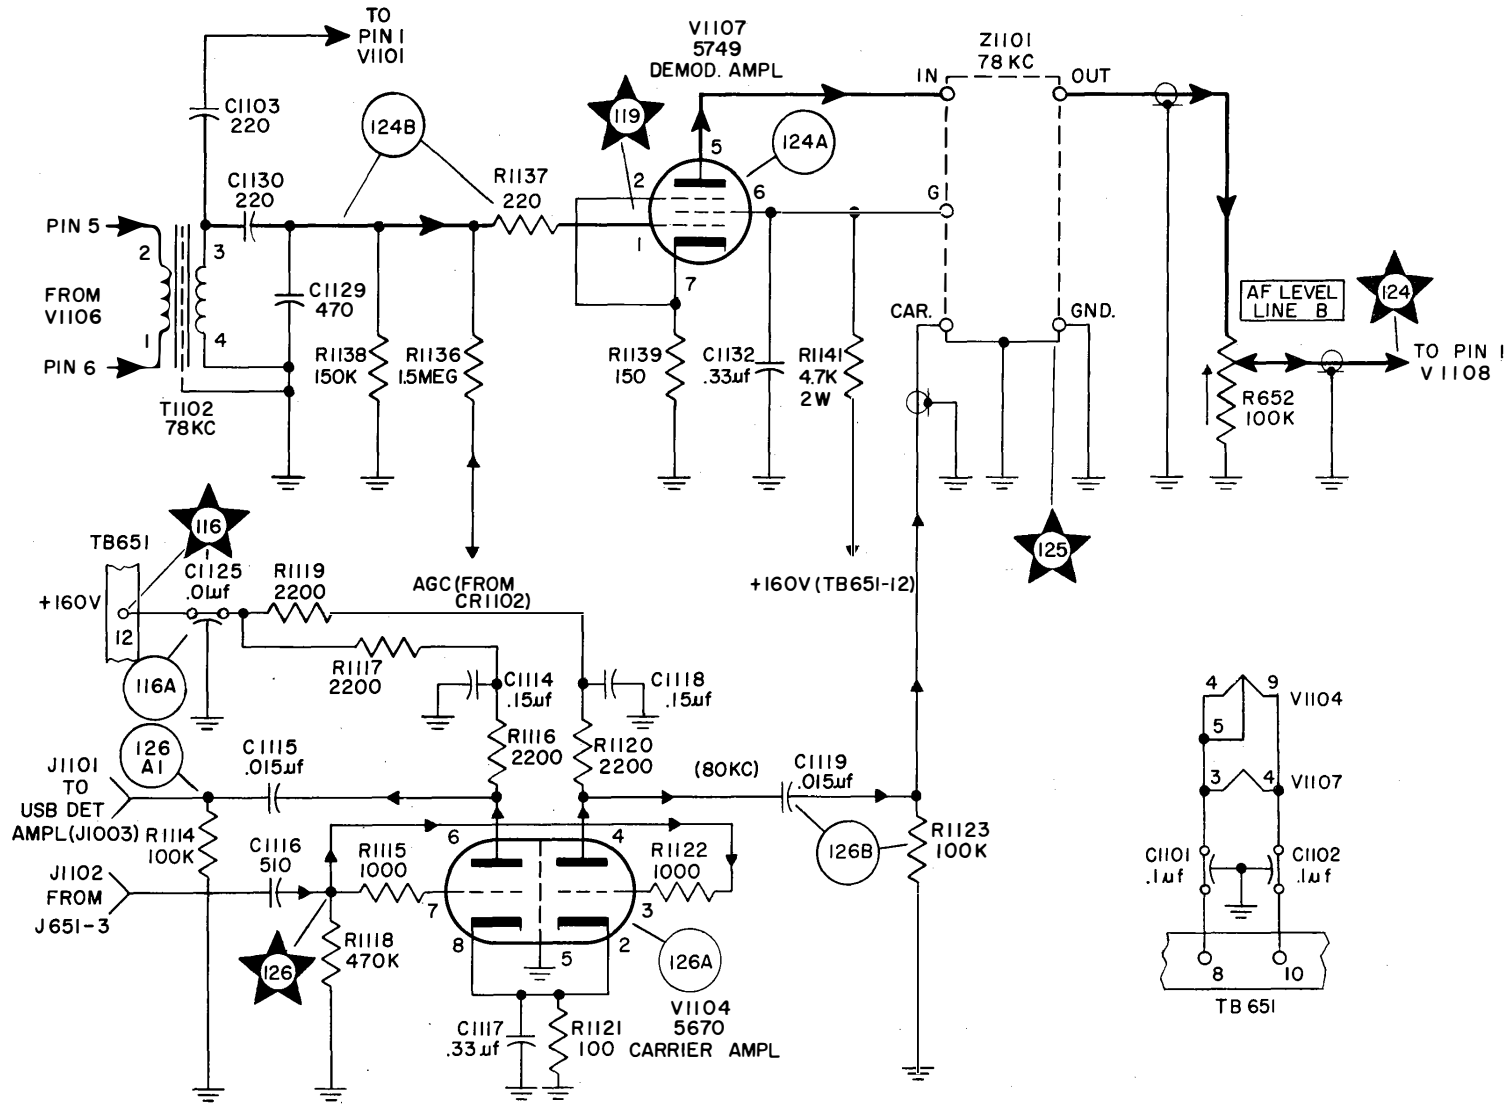 TO
PIN 1
V1101
C1103
220
124B
C1130
220
R1137
220
119
V1107
5749
DEMOD. AMPL
124A
5
2
6
1
7
Z1101
78 KC
IN
OUT
G
CAR.
GND.
PIN 5
2
3
FROM
V1106
1
4
PIN 6
T1102
78KC
C1129
470
R1138
150K
R1136
1.5MEG
R1139
150
C1132
.33uf
R1141
4.7K
2W
AF LEVEL
LINE B
124
TO PIN 1
V1108
R652
100K
125
116
TB651
+160V
12
C1125
.01uf
116A
R1119
2200
R1117
2200
AGC (FROM
CR1102)
+160V (TB651-12)
C1114
.15uf
C1118
.15uf
R1116
2200
R1120
2200
126
A1
C1115
.015uf
J1101
TO
USB DET
AMPL(J1003)
R1114
100K
(80KC)
C1119
.015uf
126B
R1123
100K
C1116
510
R1115
1000
6
4
R1122
1000
J1102
FROM
J651-3
7
3
8
5
2
126
R1118
470K
126A
V1104
5670
CARRIER AMPL
C1117
.33uf
R1121
100
4
9
V1104
5
3
4
V1107
C1101
.1uf
C1102
.1uf
8
10
TB 651